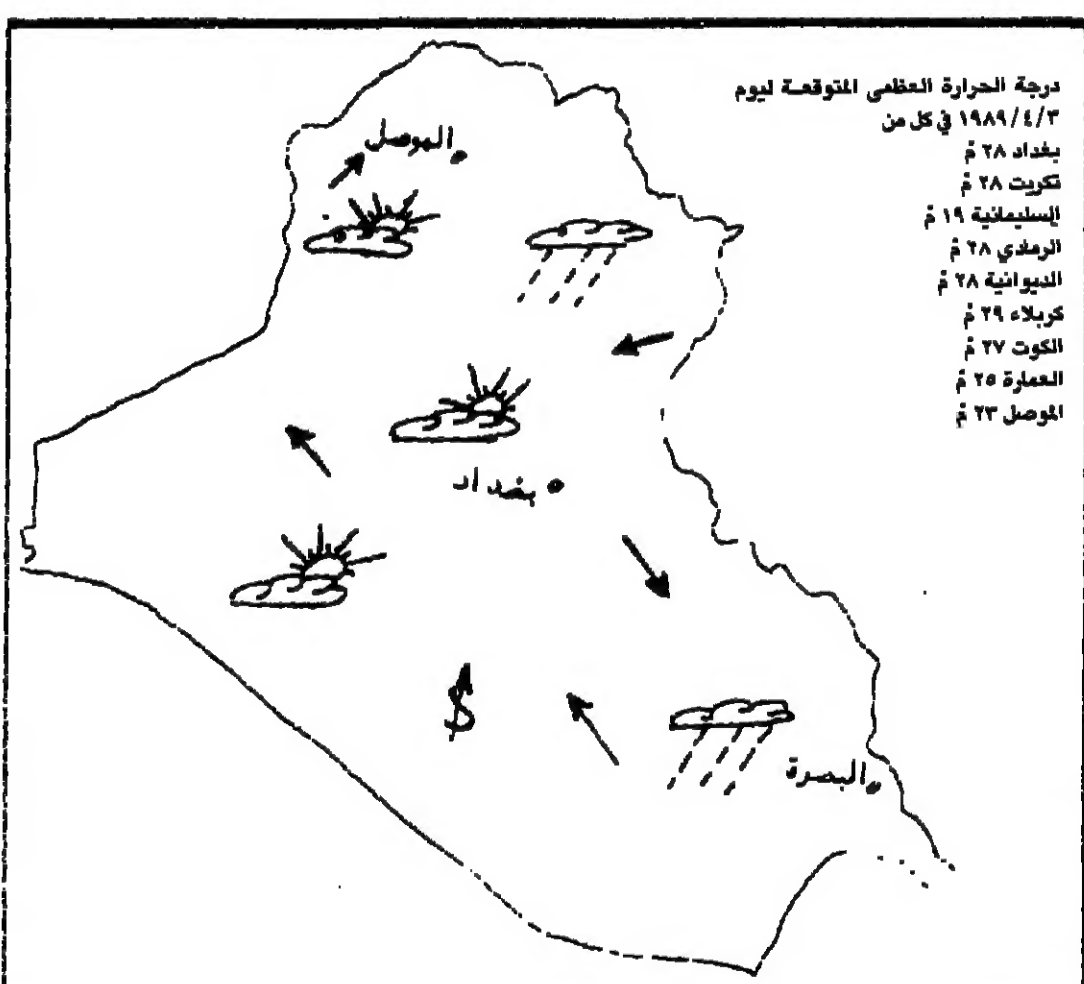 درجة الحرارة العظمى المتوقعة ليوم
١٩٨٩/٤/٣ في كل من
بغداد ٢٨ مْ
تكريت ٢٨ مْ
السليمانية ١٩ مْ
الرمادي ٢٨ مْ
الديوانية ٢٨ مْ
كربلاء ٢٩ مْ
الكوت ٢٧ مْ
العمارة ٢٥ مْ
الموصل ٢٣ مْ
الموصل
بغداد
البصرة